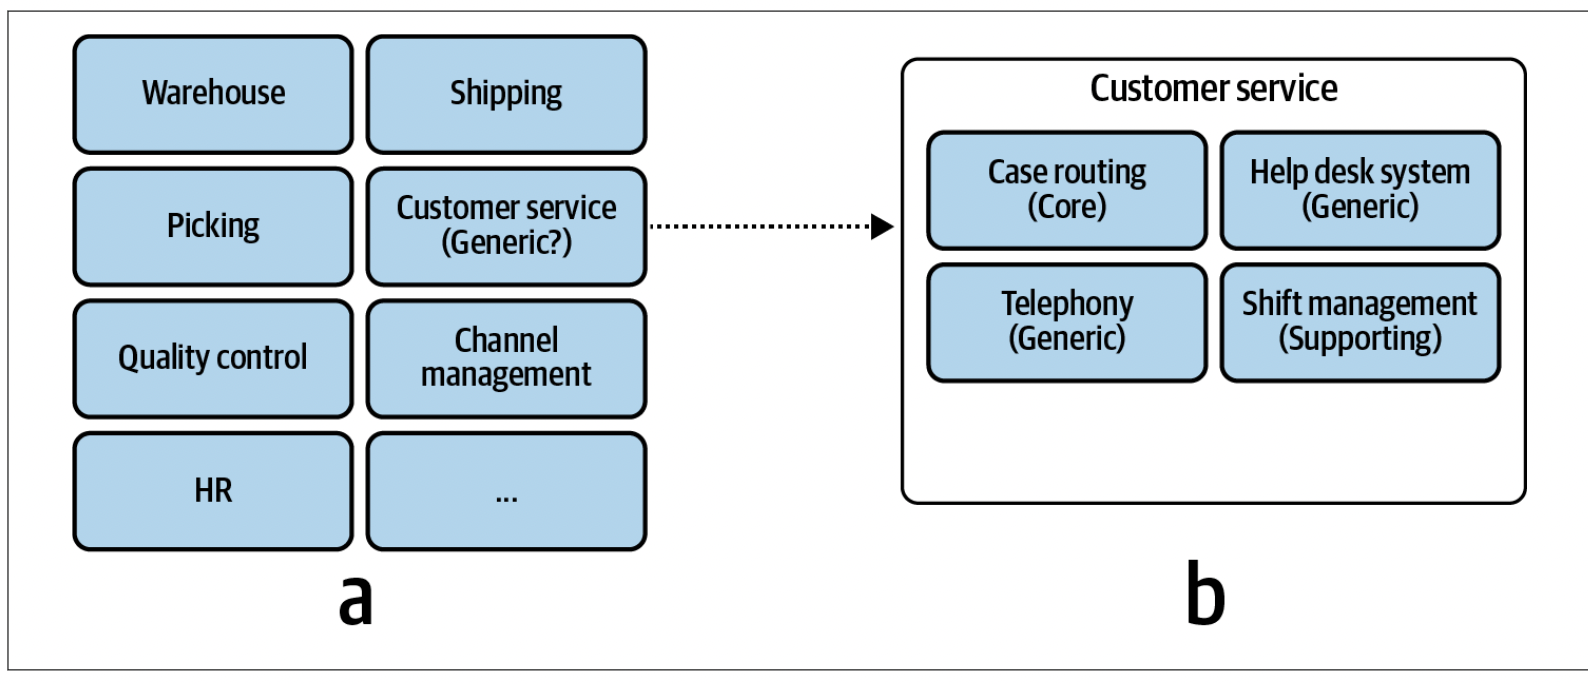 Warehouse
Shipping
Picking
Customer service
(Generic?)
Quality control
Channel
management
HR
...
a
Customer service
Case routing
(Core)
Help desk system
(Generic)
Telephony
(Generic)
Shift management
(Supporting)
b